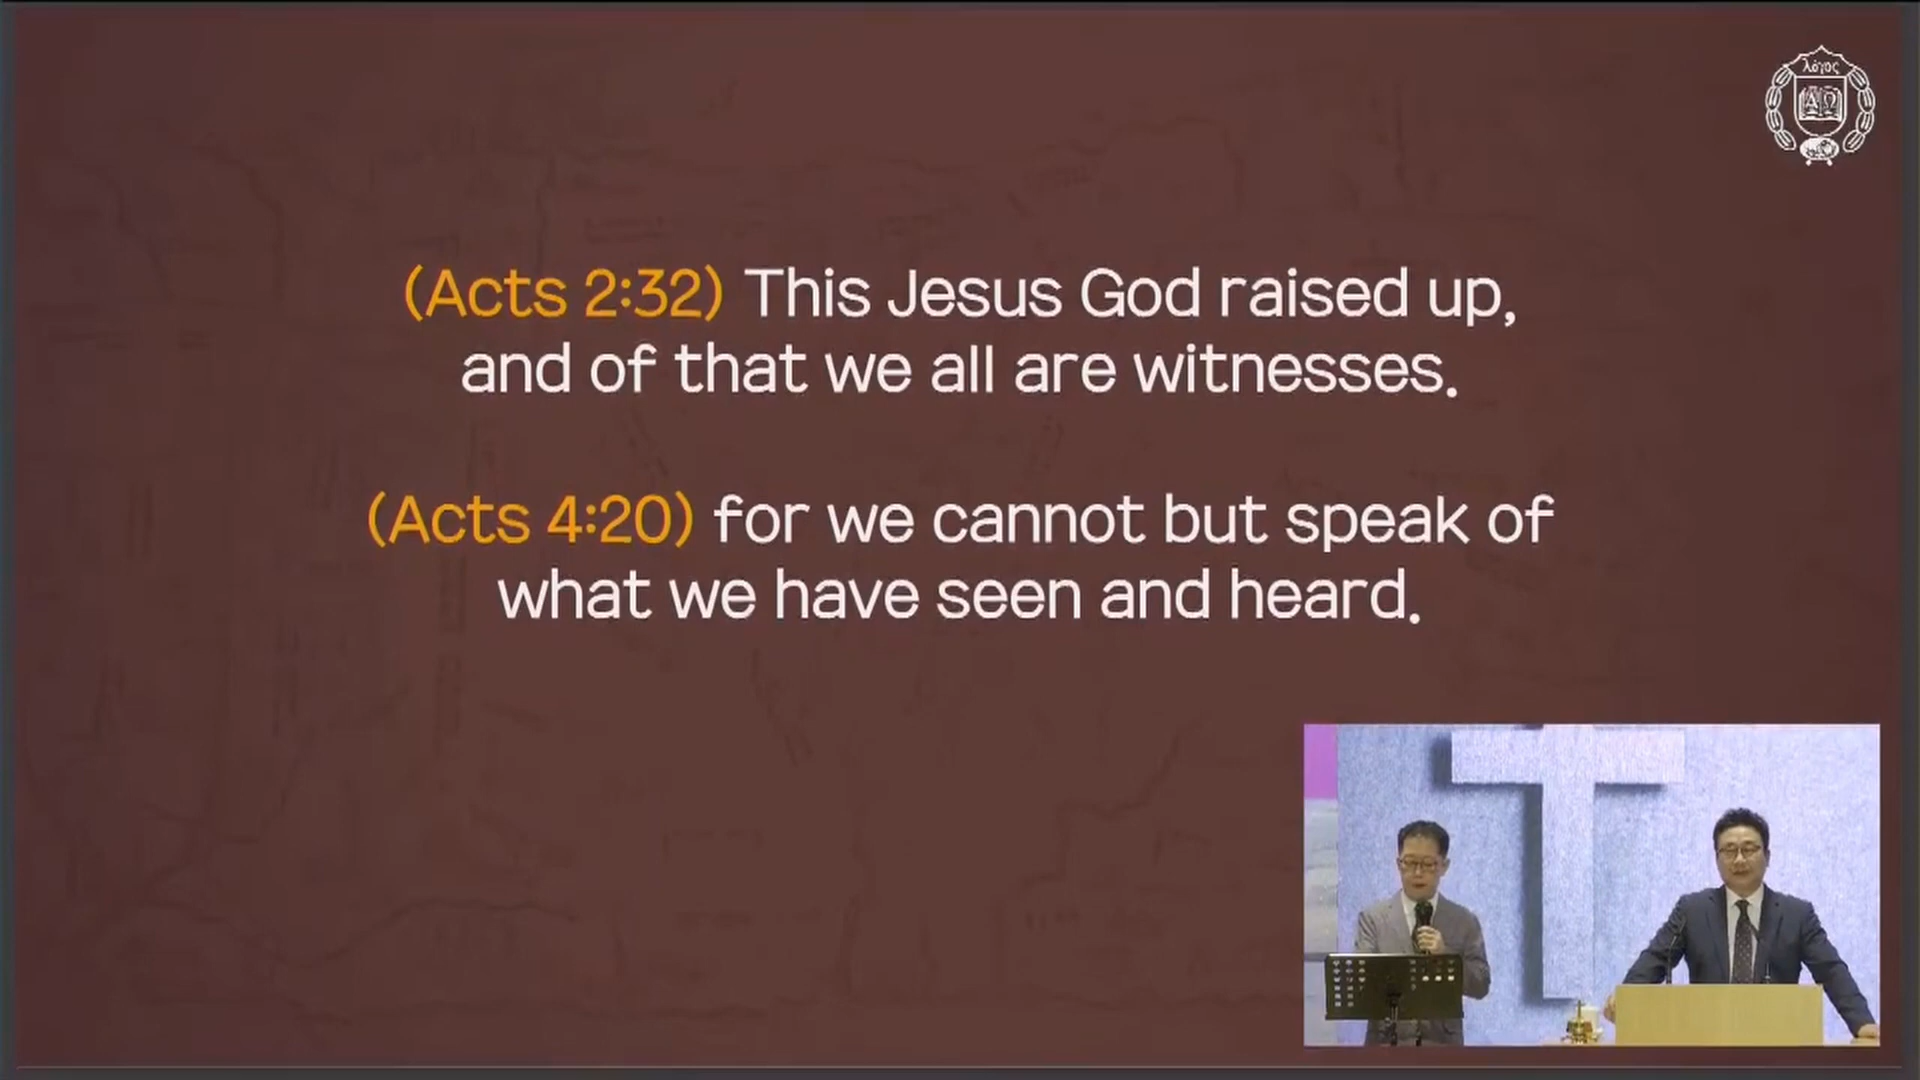 λόγος
Α Ω
(Acts 2:32) This Jesus God raised up,
and of that we all are witnesses.
(Acts 4:20) for we cannot but speak of
what we have seen and heard.